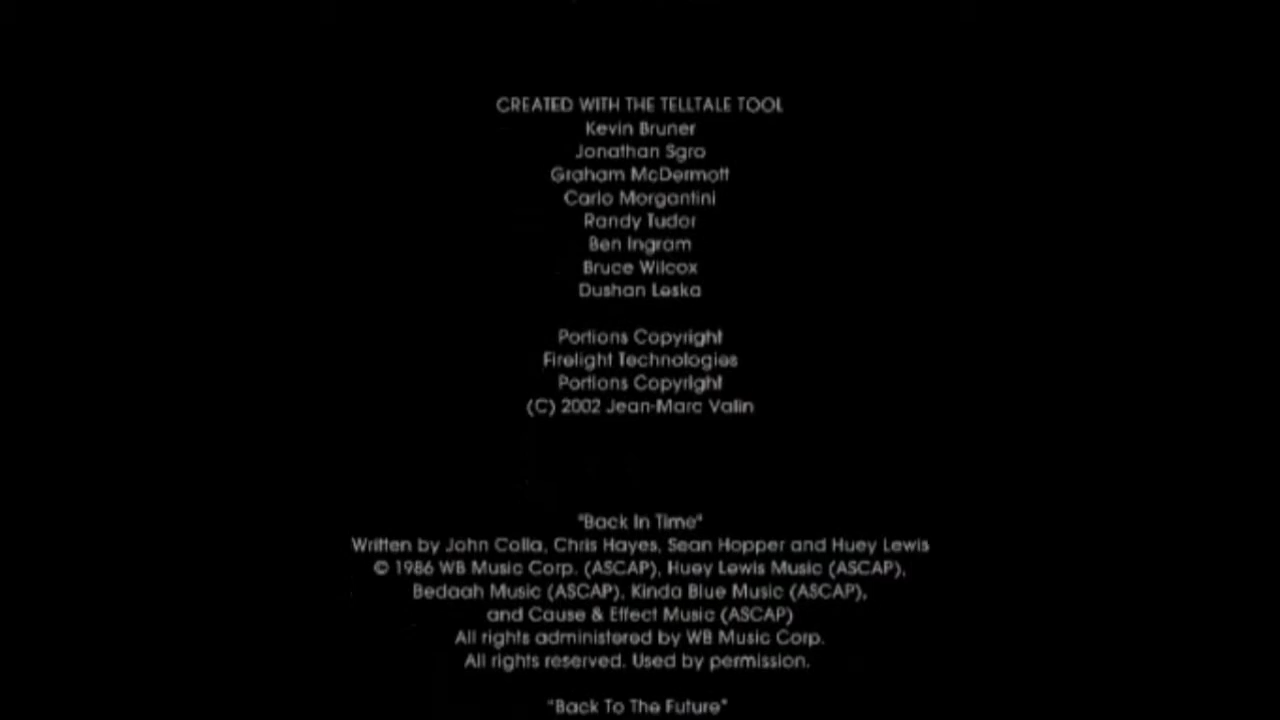 CREATED WITH THE TELLTALE TOOL
Kevin Bruner
Jonathan Sgro
Graham McDermott
Carlo Morgantini
Randy Tudor
Ben Ingram
Bruce Wilcox
Dushan Leska
Portions Copyright
Firelight Technologies
Portions Copyright
(C) 2002 Jean-Marc Valin
"Back In Time"
Written by John Colla, Chris Hayes, Sean Hopper and Huey Lewis
© 1986 WB Music Corp. (ASCAP), Huey Lewis Music (ASCAP),
Bedaah Music (ASCAP), Kinda Blue Music (ASCAP),
and Cause & Effect Music (ASCAP)
All rights administered by WB Music Corp.
All rights reserved. Used by permission.
"Back To The Future"